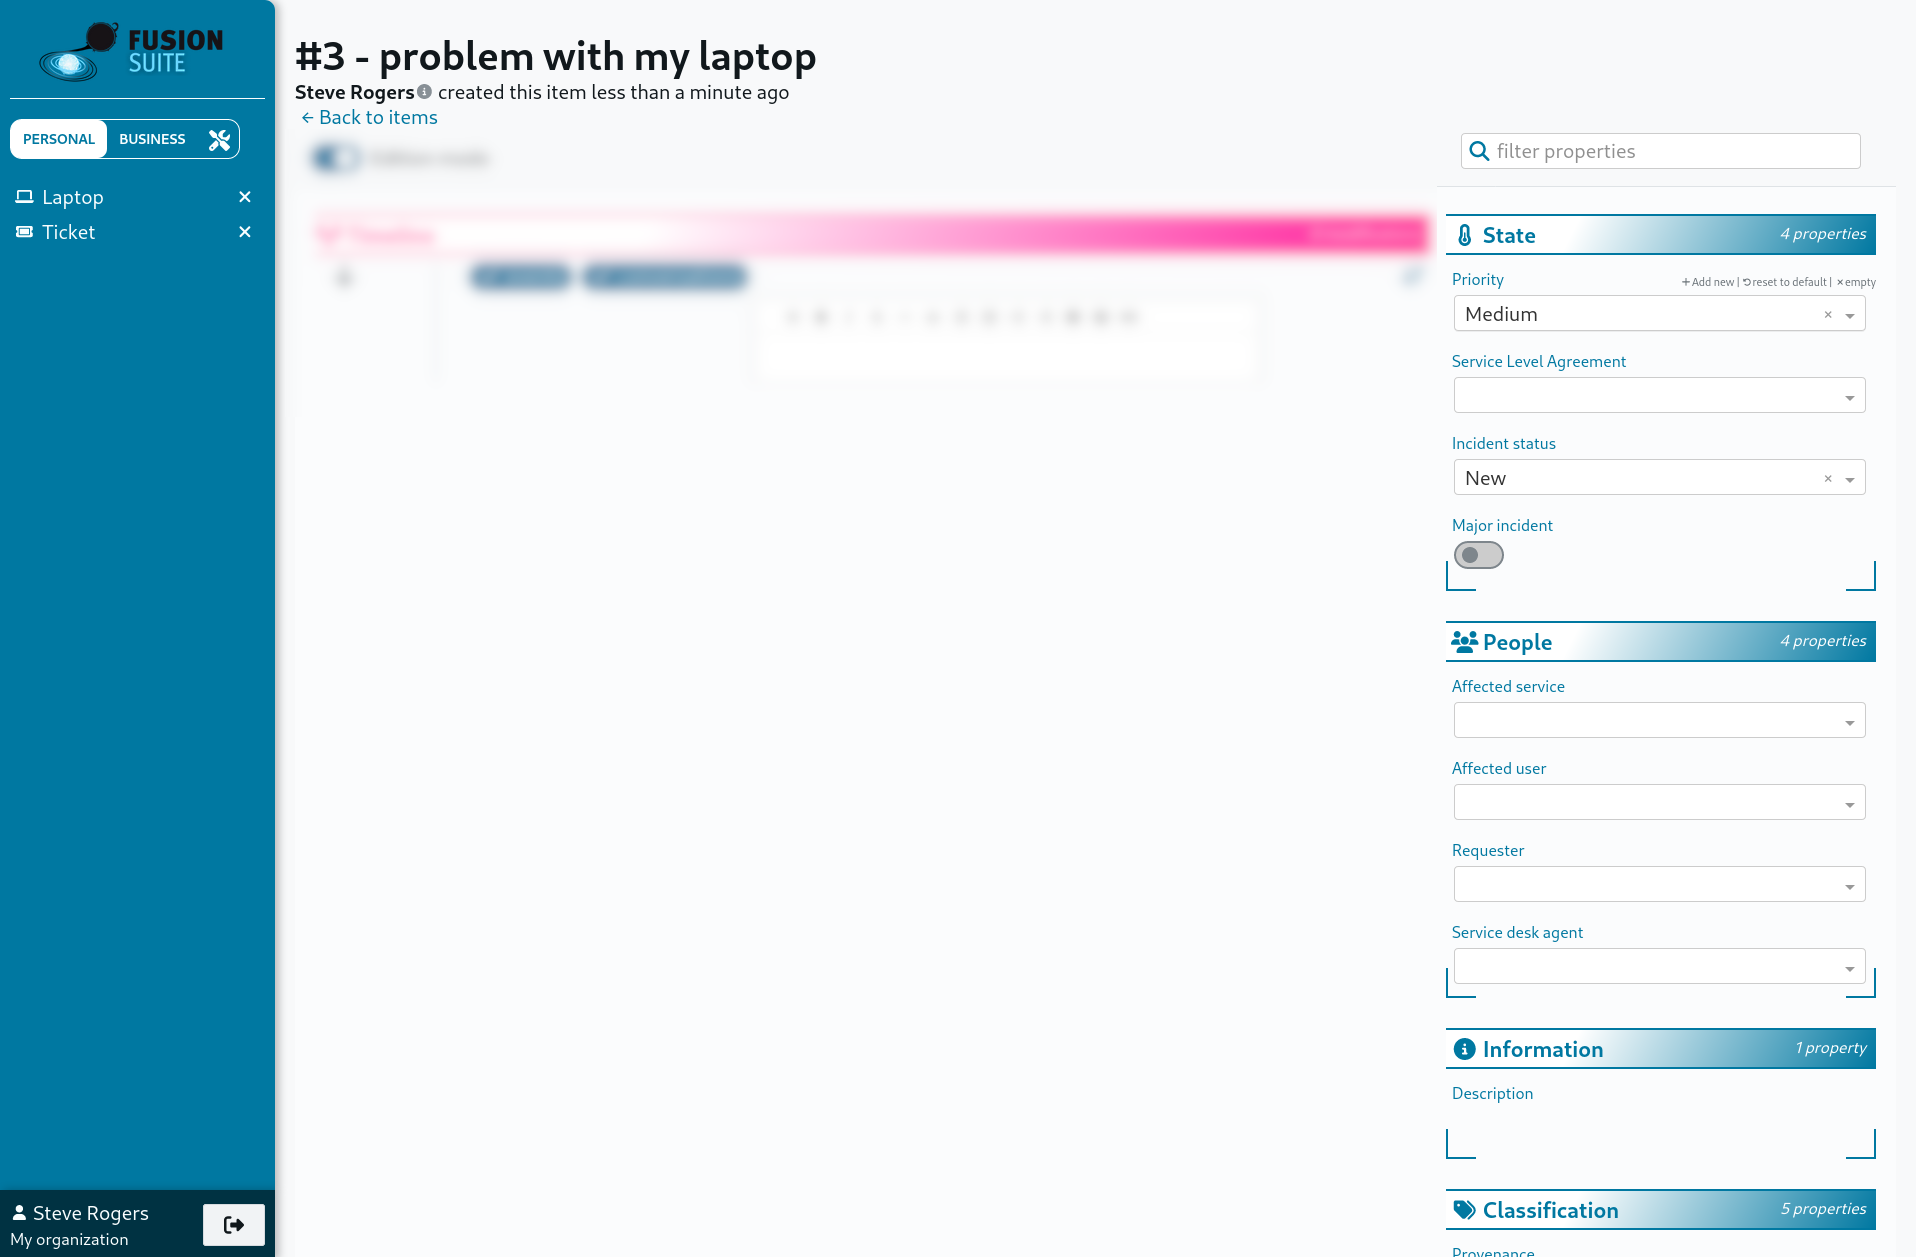 FUSION
SUITE
PERSONAL BUSINESS
Laptop
Ticket
Steve Rogers
My organization
#3 - problem with my laptop
Steve Rogers created this item less than a minute ago
← Back to items
filter properties
State 4 properties
Priority + Add new | reset to default | × empty
Medium
Service Level Agreement
Incident status
New
Major incident
People 4 properties
Affected service
Affected user
Requester
Service desk agent
Information 1 property
Description
Classification 5 properties
Provenance